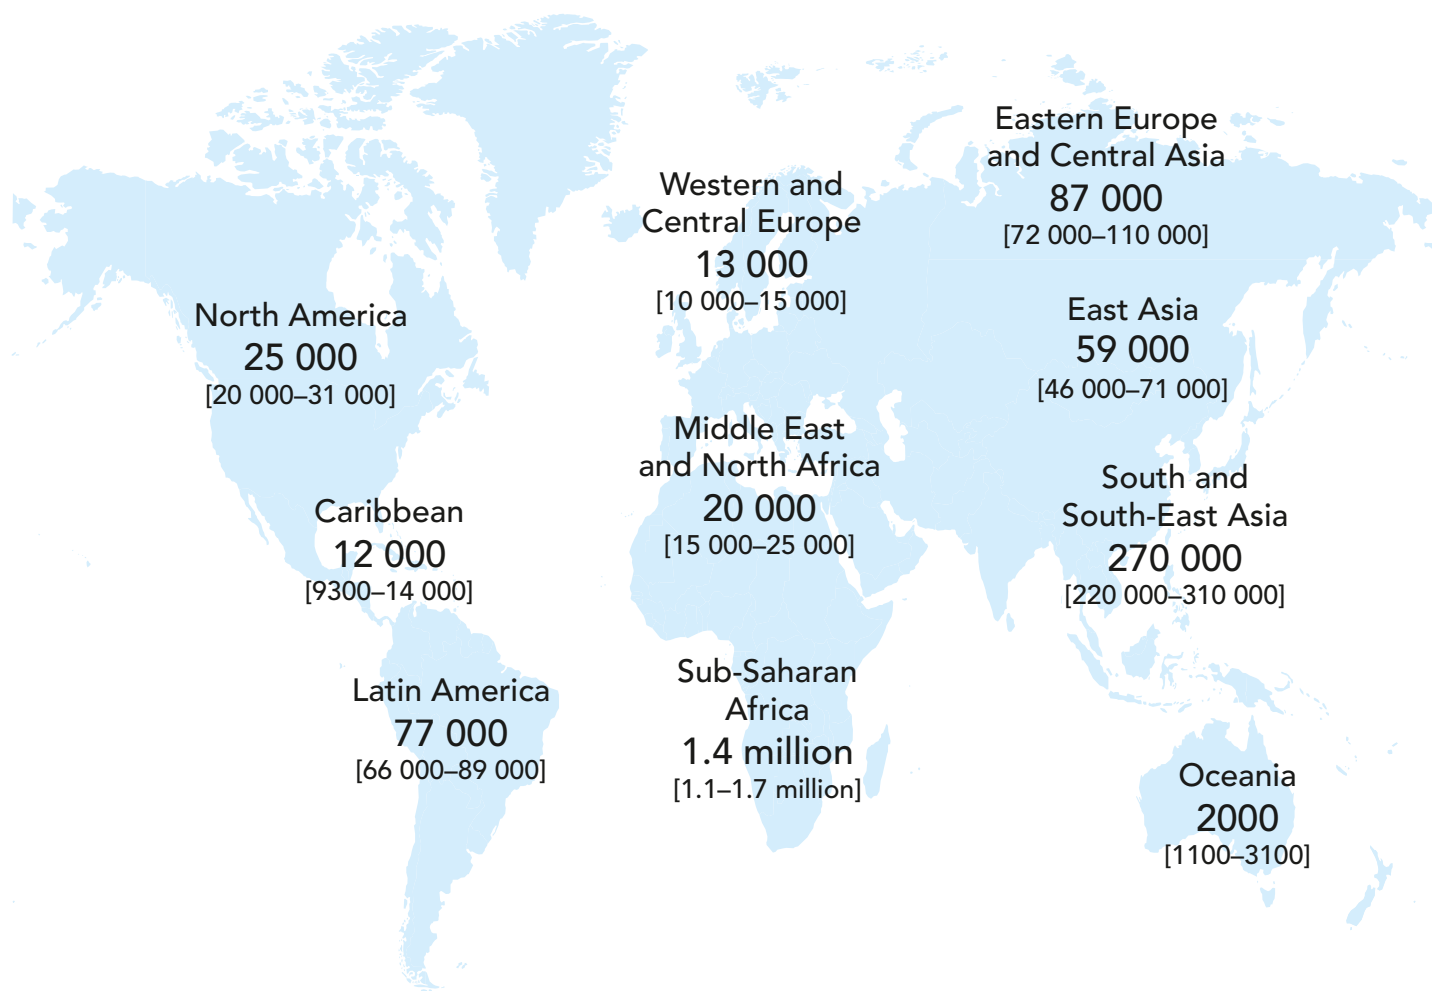 Eastern Europe
and Central Asia
87 000
[72 000–110 000]
Western and
Central Europe
13 000
[10 000–15 000]
North America
25 000
[20 000–31 000]
East Asia
59 000
[46 000–71 000]
Middle East
and North Africa
20 000
[15 000–25 000]
South and
South-East Asia
270 000
[220 000–310 000]
Caribbean
12 000
[9300–14 000]
Sub-Saharan
Africa
1.4 million
[1.1–1.7 million]
Latin America
77 000
[66 000–89 000]
Oceania
2000
[1100–3100]